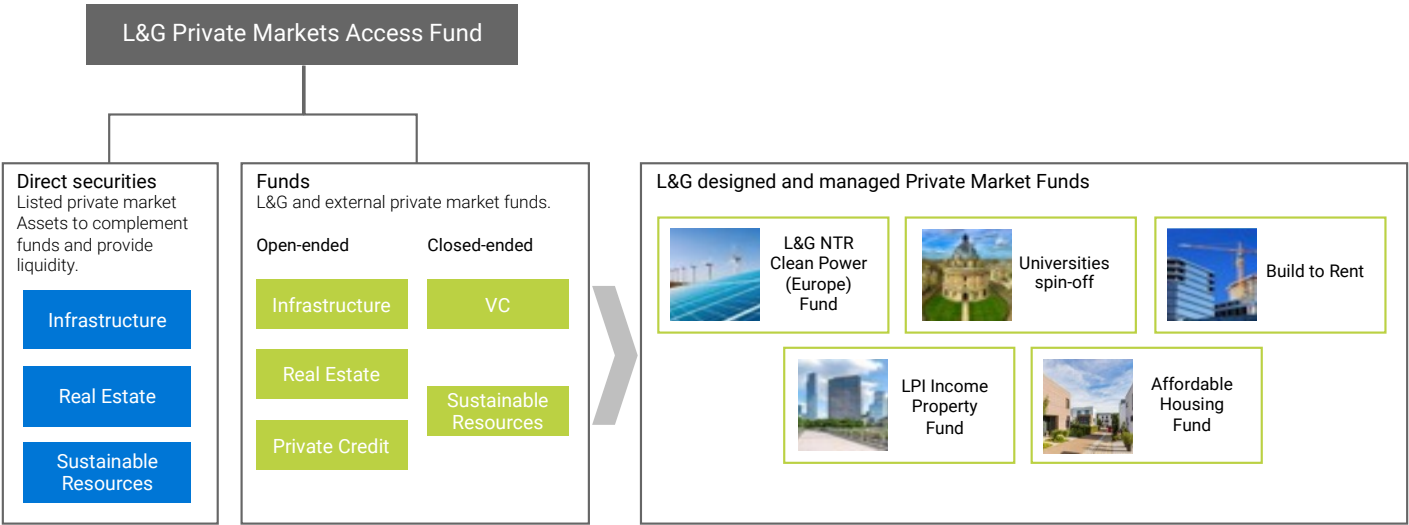 L&G Private Markets Access Fund
Direct securities
Listed private market
Assets to complement
funds and provide
liquidity.
Infrastructure
Real Estate
Sustainable
Resources
Funds
L&G and external private market funds.
Open-ended
Closed-ended
Infrastructure
VC
Real Estate
Sustainable
Resources
Private Credit
L&G designed and managed Private Market Funds
L&G NTR
Clean Power
(Europe)
Fund
Universities
spin-off
Build to Rent
LPI Income
Property
Fund
Affordable
Housing
Fund